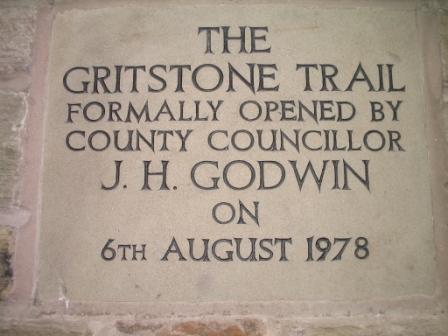 THE
GRITSTONE TRAIL
FORMALLY OPENED BY
COUNTY COUNCILLOR
J. H. GODWIN
ON
6TH AUGUST 1978